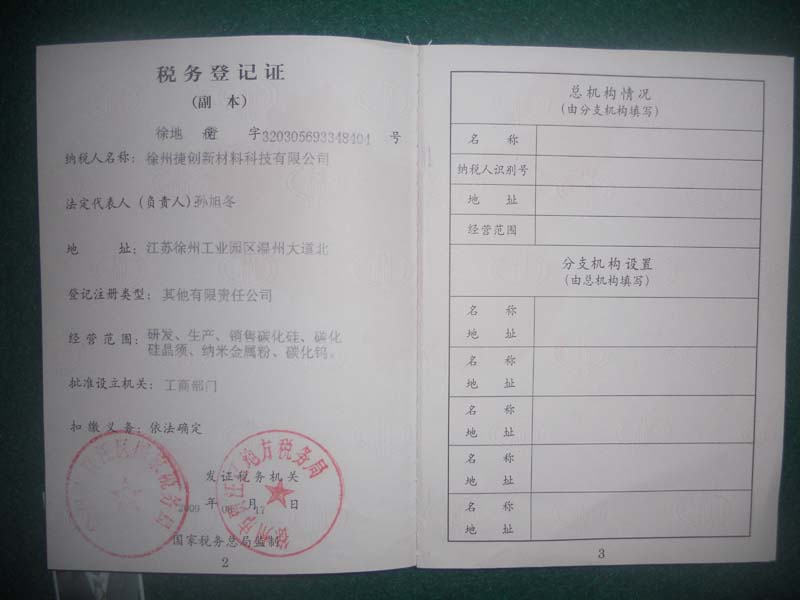 税务登记证
(副 本)
徐地 税 字320305693348404 号
纳税人名称: 徐州捷创新材料科技有限公司
法定代表人 (负责人) 孙旭冬
地 址: 江苏徐州工业园区温州大道北
登记注册类型: 其他有限责任公司
经营范围: 研发、生产、销售碳化硅、碳化
硅晶须、纳米金属粉、碳化钨。
批准设立机关: 工商部门
扣缴义务: 依法确定
发证税务机关
2009 年 月 17 日
国家税务总局监制
2
总机构情况
(由分支机构填写)
名 称
纳税人识别号
地 址
经营范围
分支机构设置
(由总机构填写)
名 称
地 址
名 称
地 址
名 称
地 址
名 称
地 址
名 称
地 址
3